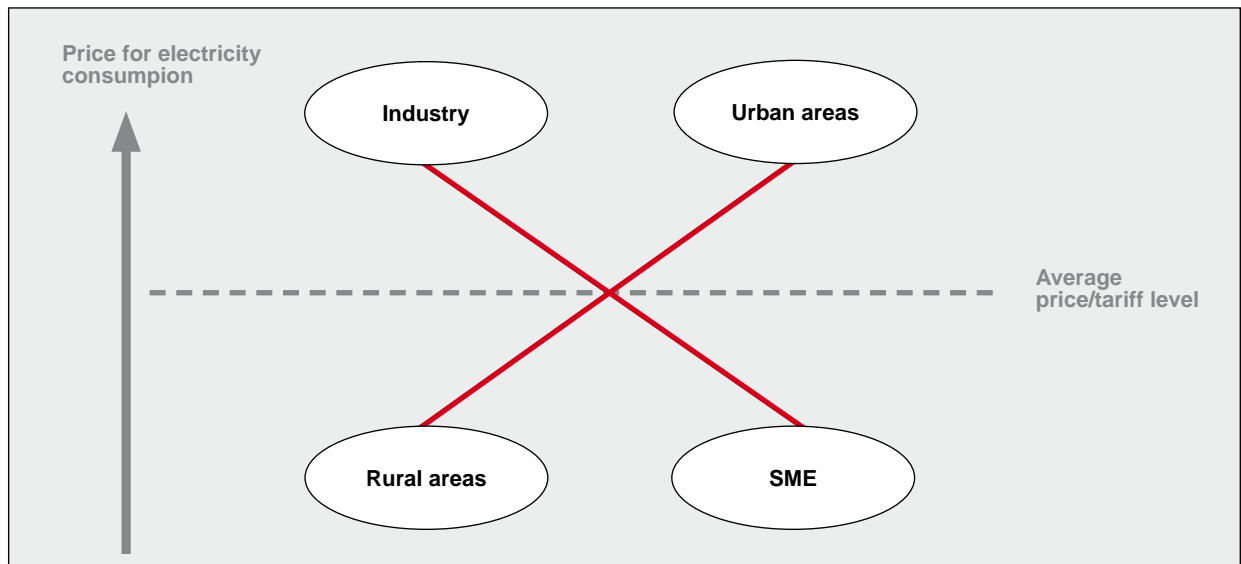 Price for electricity
consumpion
Industry
Urban areas
Average
price/tariff level
Rural areas
SME